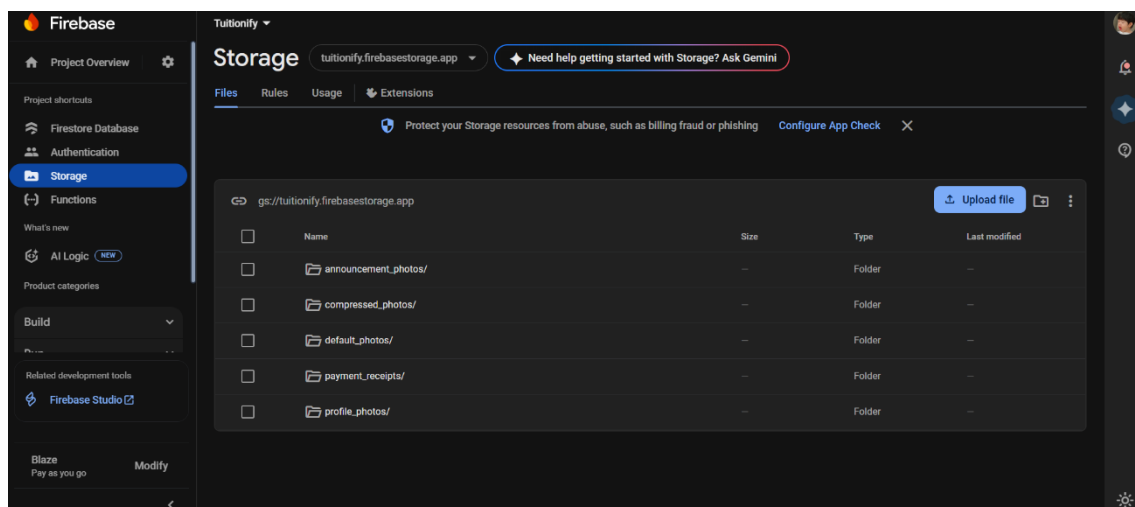 Firebase
Project Overview
Project shortcuts
Firestore Database
Authentication
Storage
Functions
What's new
AI Logic NEW
Product categories
Build
Related development tools
Firebase Studio
Blaze
Pay as you go
Modify
Tuitionify
Storage
tuitionify.firebasestorage.app
Need help getting started with Storage? Ask Gemini
Files Rules Usage Extensions
Protect your Storage resources from abuse, such as billing fraud or phishing Configure App Check
gs://tuitionify.firebasestorage.app
Upload file
Name Size Type Last modified
announcement_photos/ — Folder —
compressed_photos/ — Folder —
default_photos/ — Folder —
payment_receipts/ — Folder —
profile_photos/ — Folder —